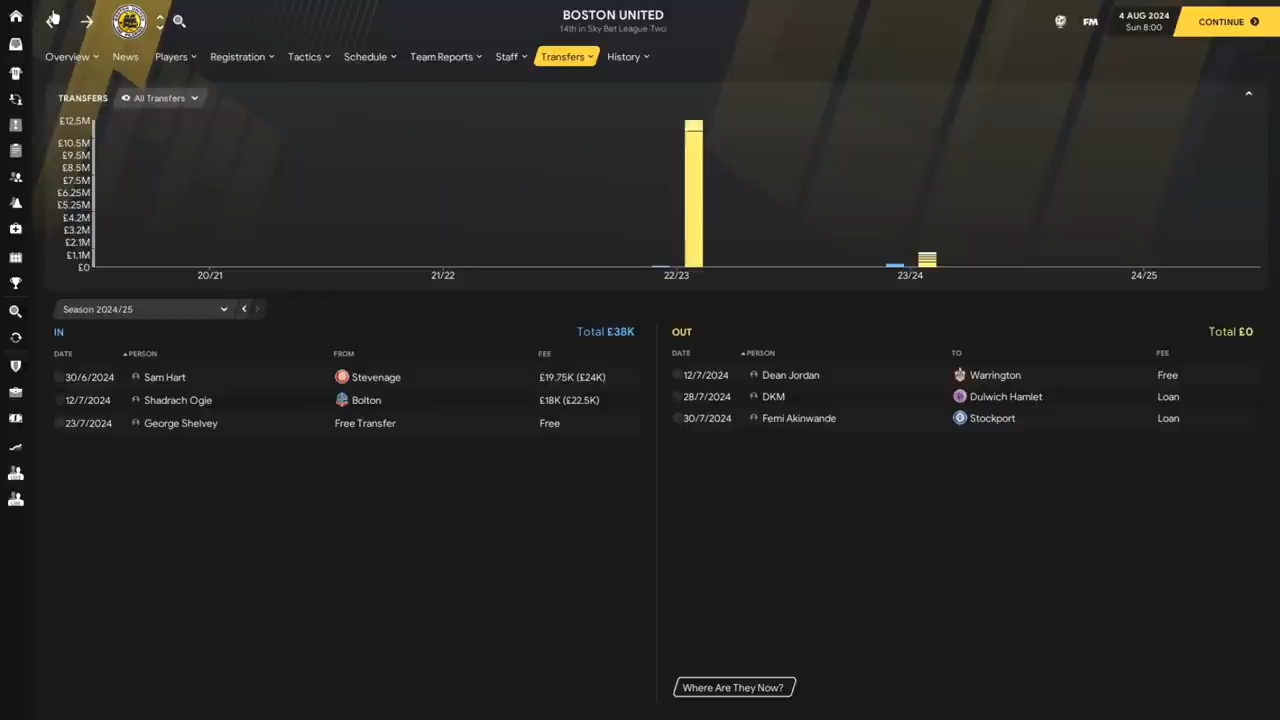 BOSTON UNITED
14th in Sky Bet League Two
FM
4 AUG 2024
Sun 8:00
CONTINUE
Overview
News
Players
Registration
Tactics
Schedule
Team Reports
Staff
Transfers
History
TRANSFERS
All Transfers
£12.5M
£10.5M
£9.5M
£8.5M
£7.5M
£6.25M
£5.25M
£4.2M
£3.2M
£2.1M
£1.1M
£0
20/21 21/22 22/23 23/24 24/25
Season 2024/25
IN Total £38K
DATE PERSON FROM FEE
30/6/2024 Sam Hart Stevenage £19.75K (£24K)
12/7/2024 Shadrach Ogie Bolton £18K (£22.5K)
23/7/2024 George Shelvey Free Transfer Free
OUT Total £0
DATE PERSON TO FEE
12/7/2024 Dean Jordan Warrington Free
28/7/2024 DKM Dulwich Hamlet Loan
30/7/2024 Femi Akinwande Stockport Loan
Where Are They Now?